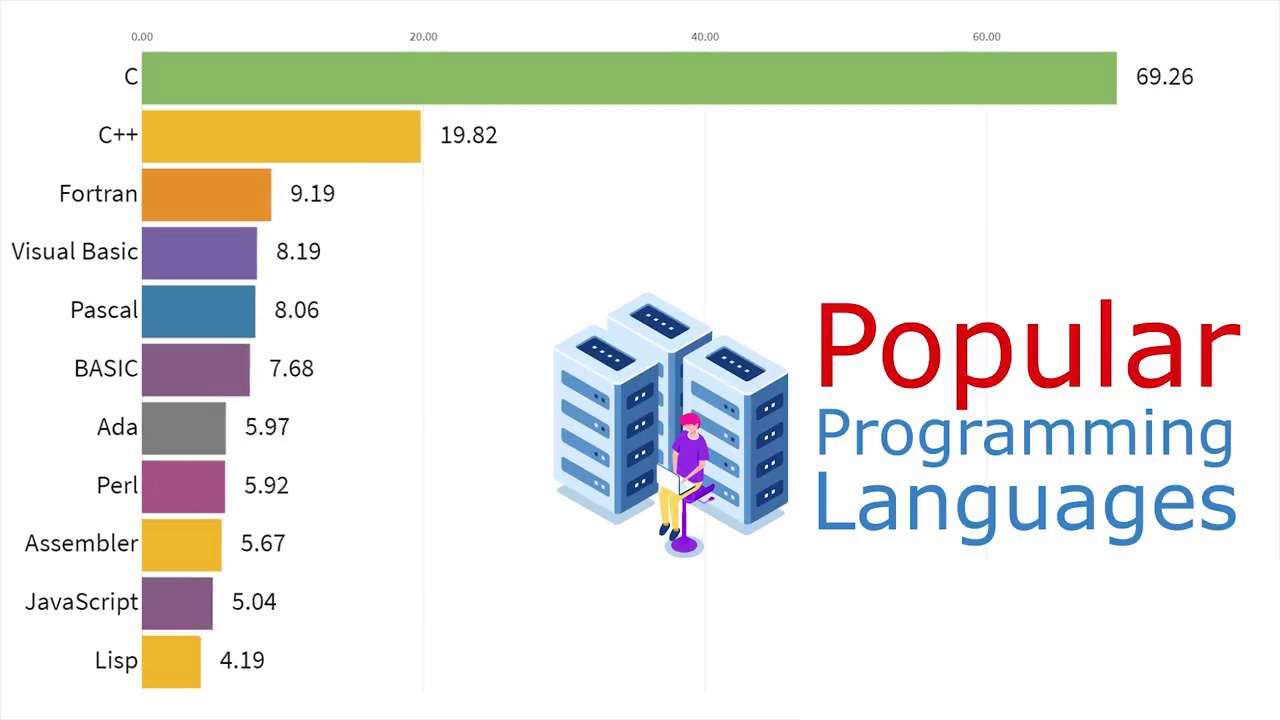 0.00 20.00 40.00 60.00
C 69.26
C++ 19.82
Fortran 9.19
Visual Basic 8.19
Pascal 8.06
BASIC 7.68
Ada 5.97
Perl 5.92
Assembler 5.67
JavaScript 5.04
Lisp 4.19
Popular
Programming
Languages